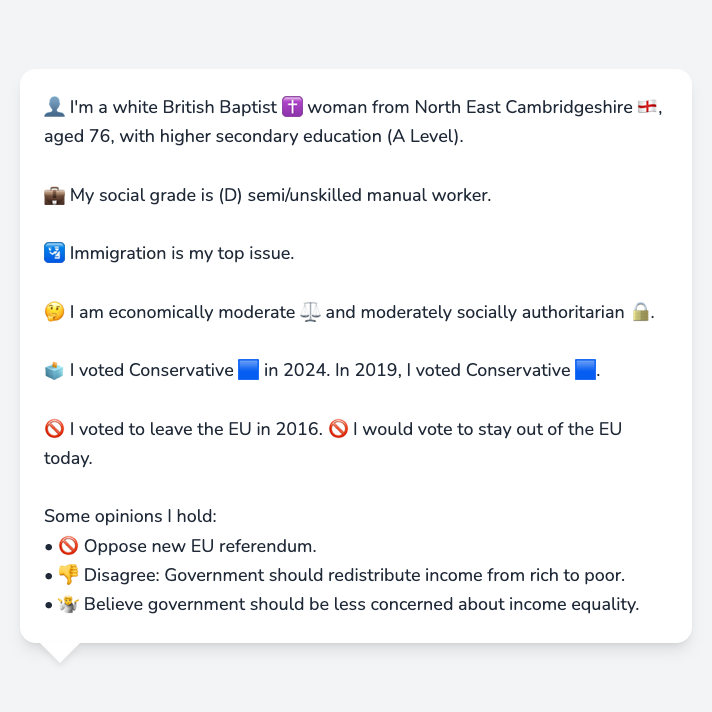 👤 I'm a white British Baptist ✝️ woman from North East Cambridgeshire 🏴󠁧󠁢󠁥󠁮󠁧󠁿,
aged 76, with higher secondary education (A Level).
💼 My social grade is (D) semi/unskilled manual worker.
🛂 Immigration is my top issue.
🤔 I am economically moderate ⚖️ and moderately socially authoritarian 🔒.
🗳️ I voted Conservative 🟦 in 2024. In 2019, I voted Conservative 🟦.
🚫 I voted to leave the EU in 2016. 🚫 I would vote to stay out of the EU
today.
Some opinions I hold:
• 🚫 Oppose new EU referendum.
• 👎 Disagree: Government should redistribute income from rich to poor.
• 🤷 Believe government should be less concerned about income equality.